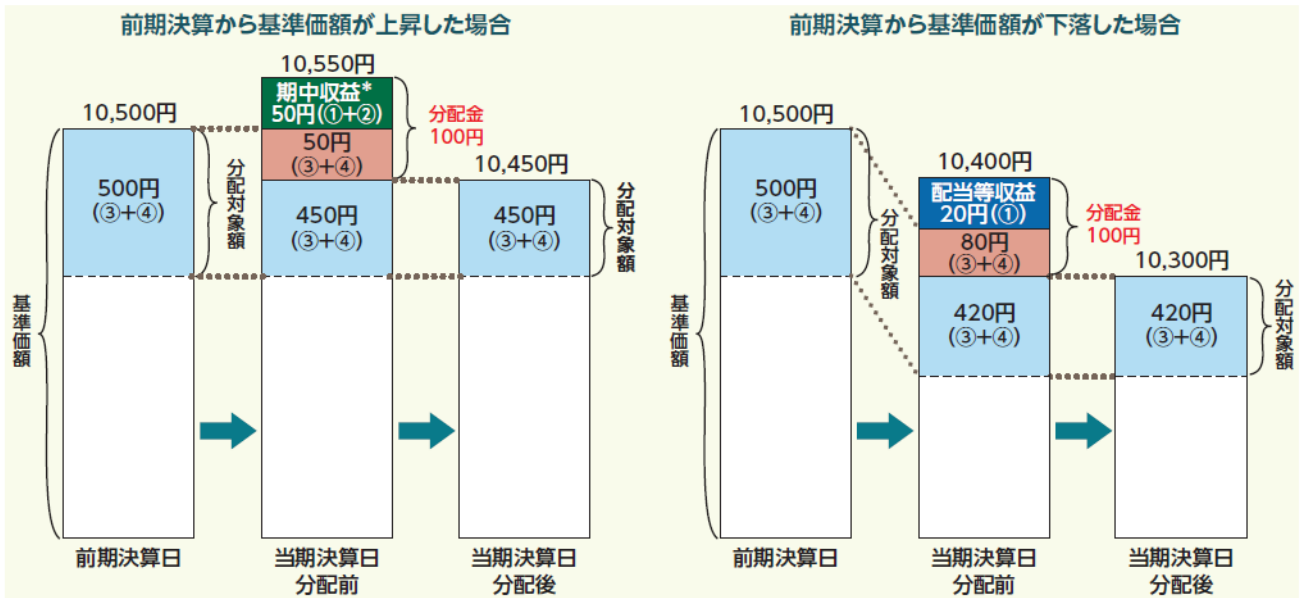 前期決算から基準価額が上昇した場合
10,500円
500円
(③+④)
分配対象額
基準価額
前期決算日
10,550円
期中収益*
50円(①+②)
50円
(③+④)
450円
(③+④)
分配金
100円
当期決算日
分配前
10,450円
450円
(③+④)
分配対象額
当期決算日
分配後
前期決算から基準価額が下落した場合
10,500円
500円
(③+④)
分配対象額
基準価額
前期決算日
10,400円
配当等収益
20円(①)
80円
(③+④)
420円
(③+④)
分配金
100円
当期決算日
分配前
10,300円
420円
(③+④)
分配対象額
当期決算日
分配後